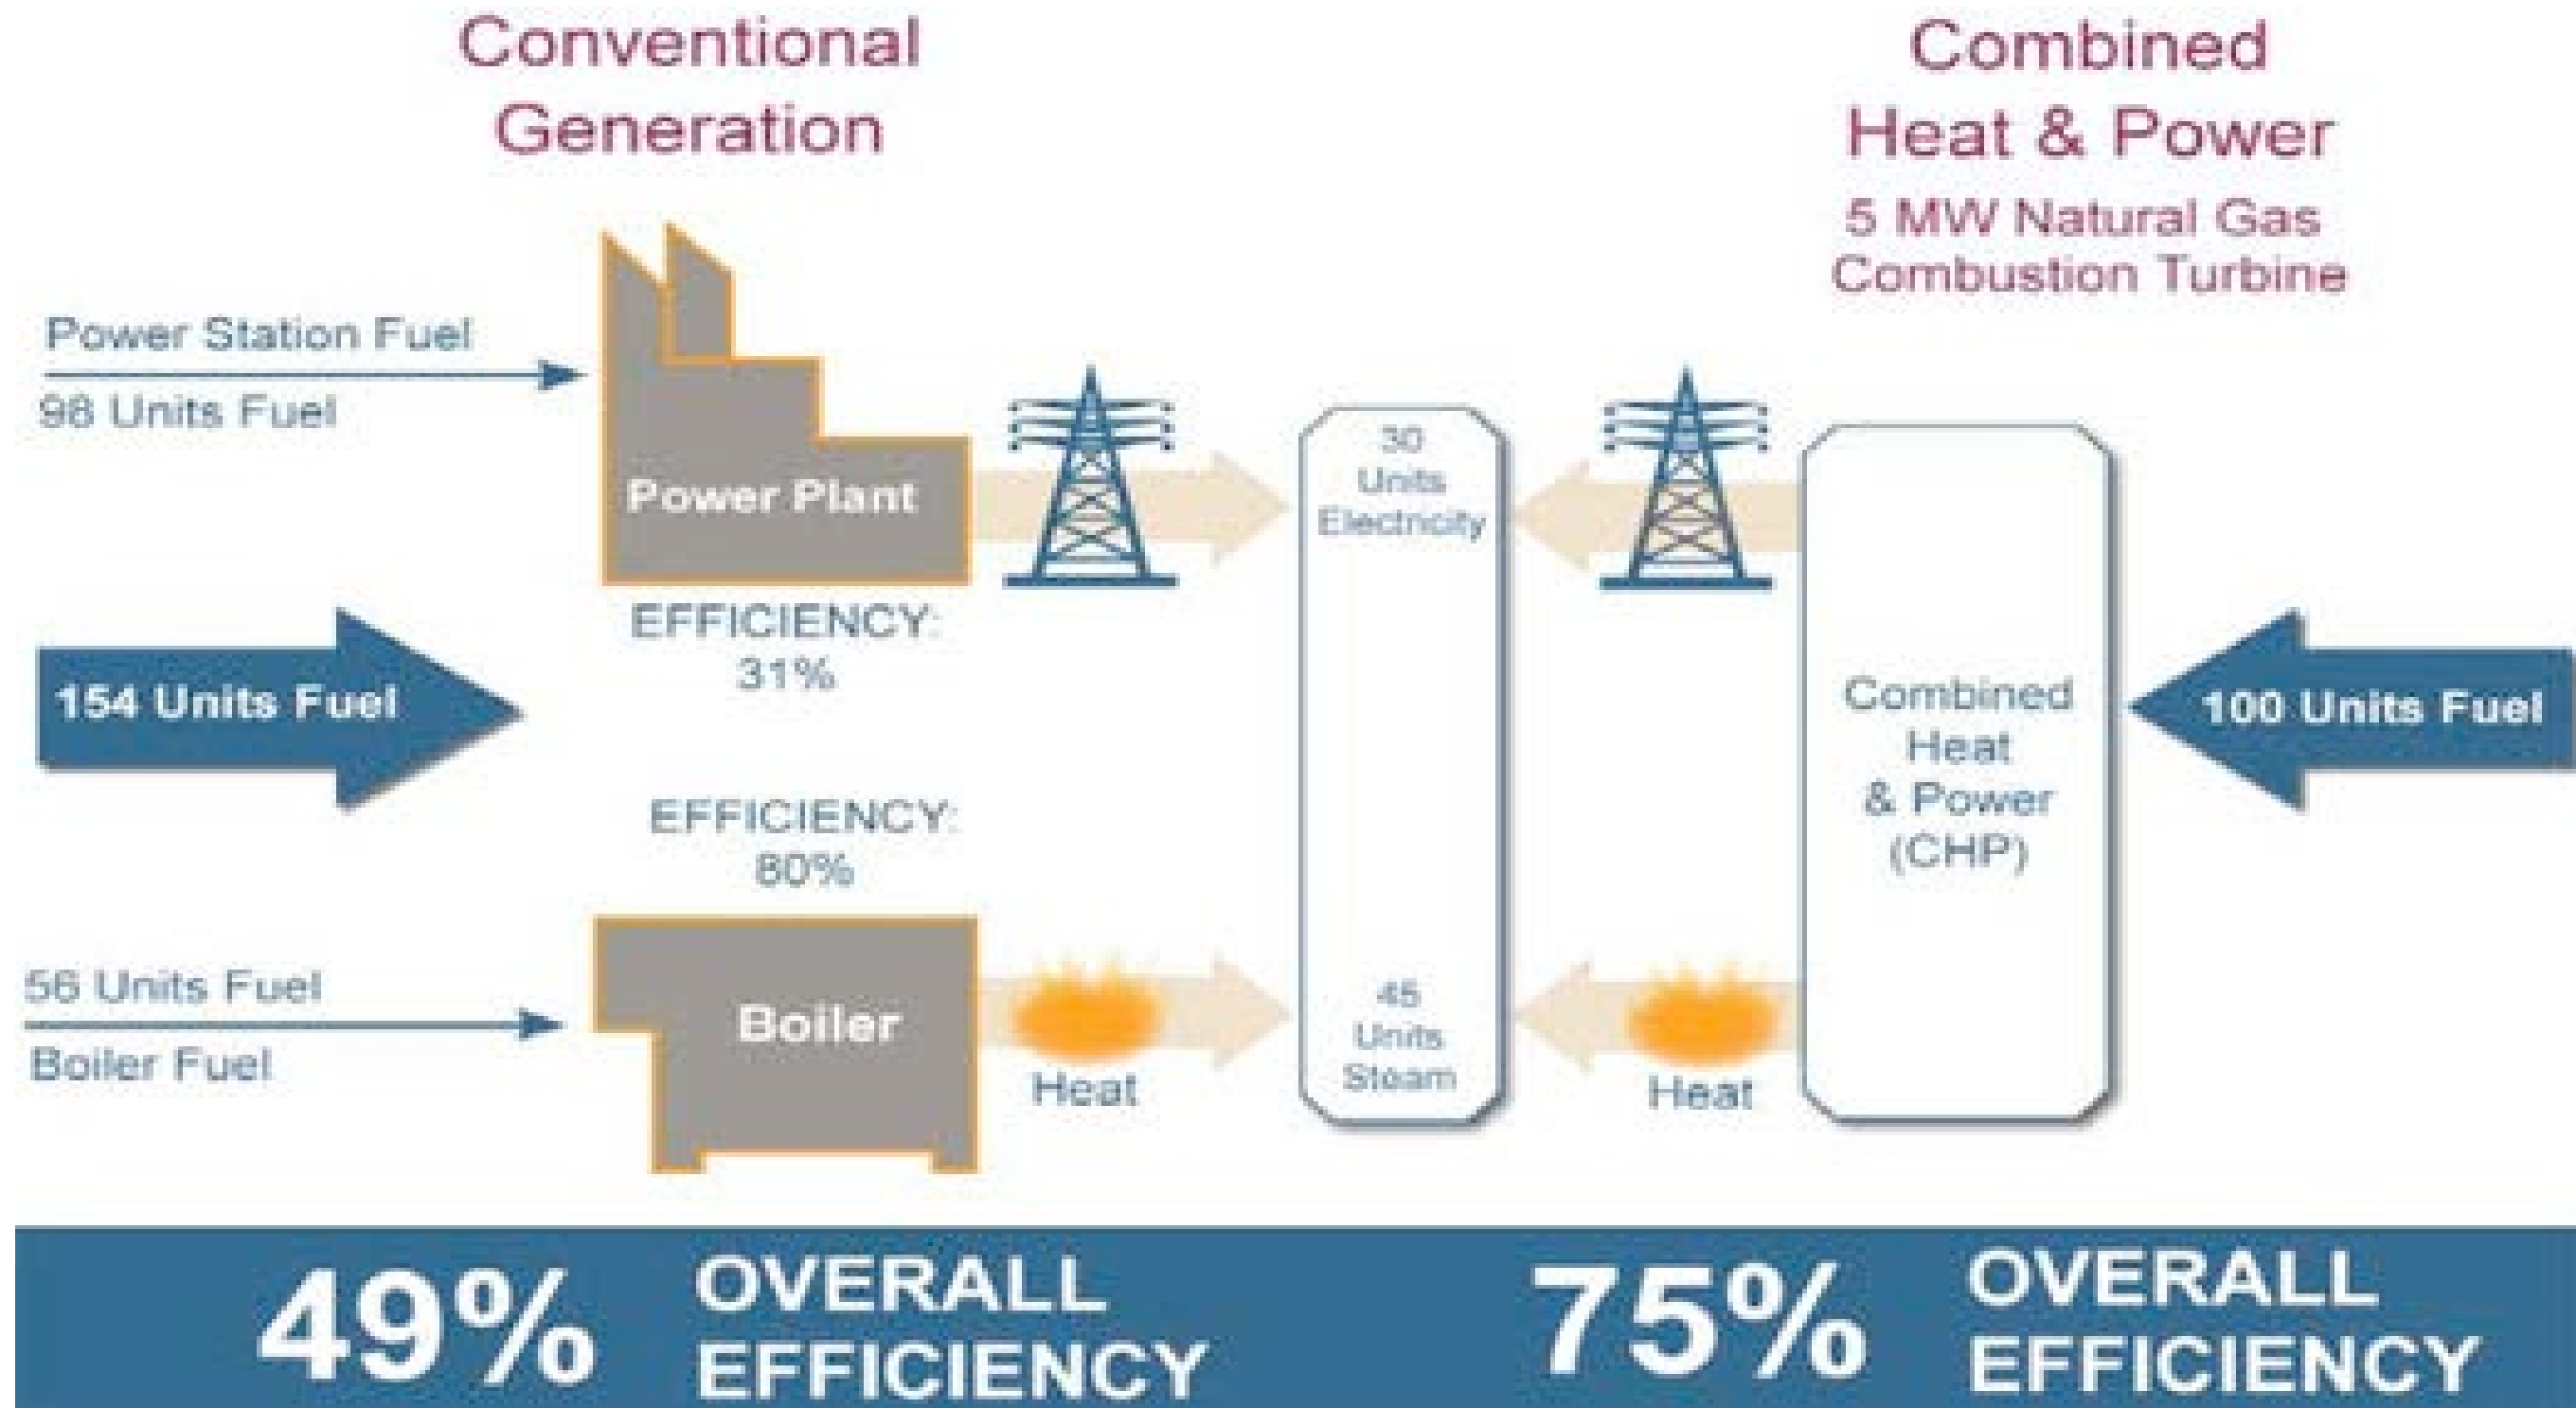 Conventional
Generation
Combined
Heat & Power
5 MW Natural Gas
Combustion Turbine
Power Station Fuel
98 Units Fuel
Power Plant
EFFICIENCY:
31%
154 Units Fuel
EFFICIENCY:
80%
56 Units Fuel
Boiler Fuel
Boiler
Heat
30
Units
Electricity
45
Units
Steam
Heat
Combined
Heat
& Power
(CHP)
100 Units Fuel
49%
OVERALL
EFFICIENCY
75%
OVERALL
EFFICIENCY